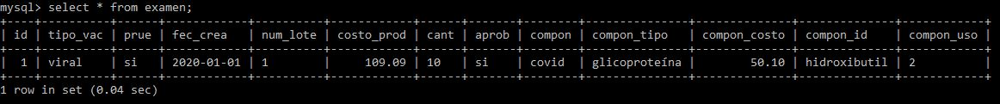 mysql> select * from examen;
+----+----------+------+------------+----------+------------+------+-------+--------+--------------+--------------+-------------+------------+
| id | tipo_vac | prue | fec_crea   | num_lote | costo_prod | cant | aprob | compon | compon_tipo  | compon_costo | compon_id   | compon_uso |
+----+----------+------+------------+----------+------------+------+-------+--------+--------------+--------------+-------------+------------+
|  1 | viral    | si   | 2020-01-01 | 1        |     109.09 | 10   | si    | covid  | glicoproteína |        50.10 | hidroxibutil | 2          |
+----+----------+------+------------+----------+------------+------+-------+--------+--------------+--------------+-------------+------------+
1 row in set (0.04 sec)